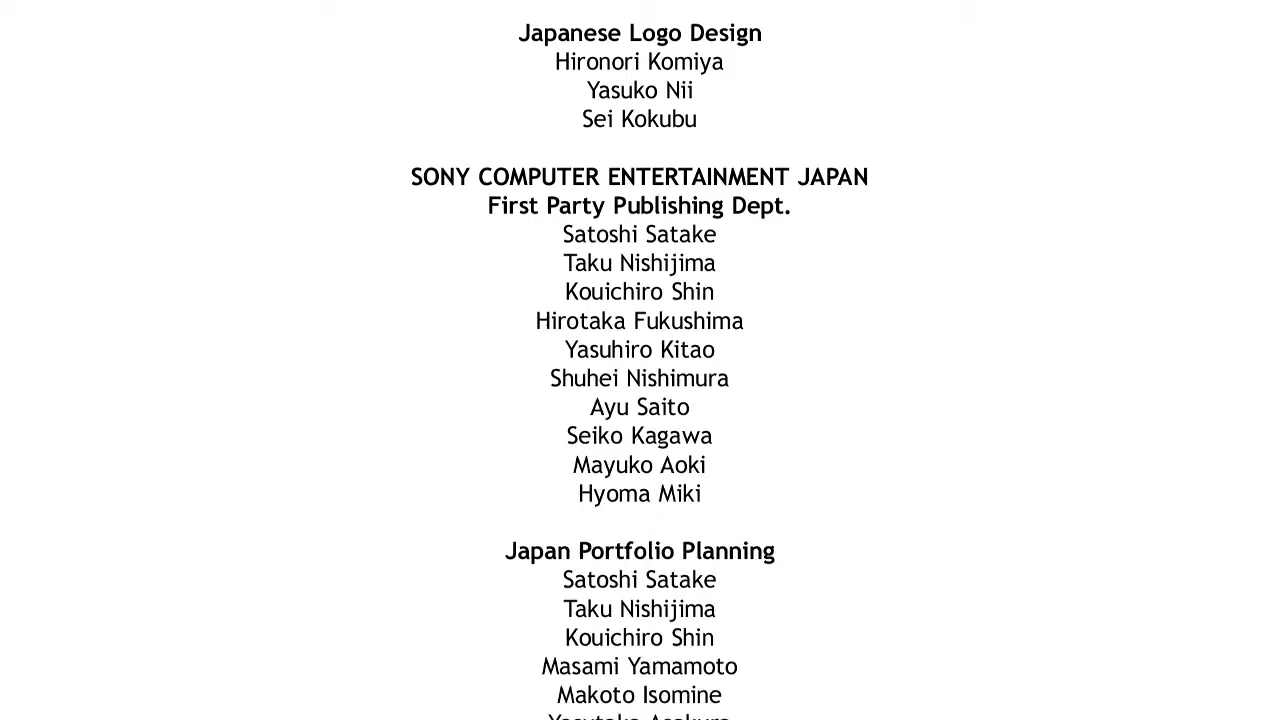 Japanese Logo Design
Hironori Komiya
Yasuko Nii
Sei Kokubu
SONY COMPUTER ENTERTAINMENT JAPAN
First Party Publishing Dept.
Satoshi Satake
Taku Nishijima
Kouichiro Shin
Hirotaka Fukushima
Yasuhiro Kitao
Shuhei Nishimura
Ayu Saito
Seiko Kagawa
Mayuko Aoki
Hyoma Miki
Japan Portfolio Planning
Satoshi Satake
Taku Nishijima
Kouichiro Shin
Masami Yamamoto
Makoto Isomine